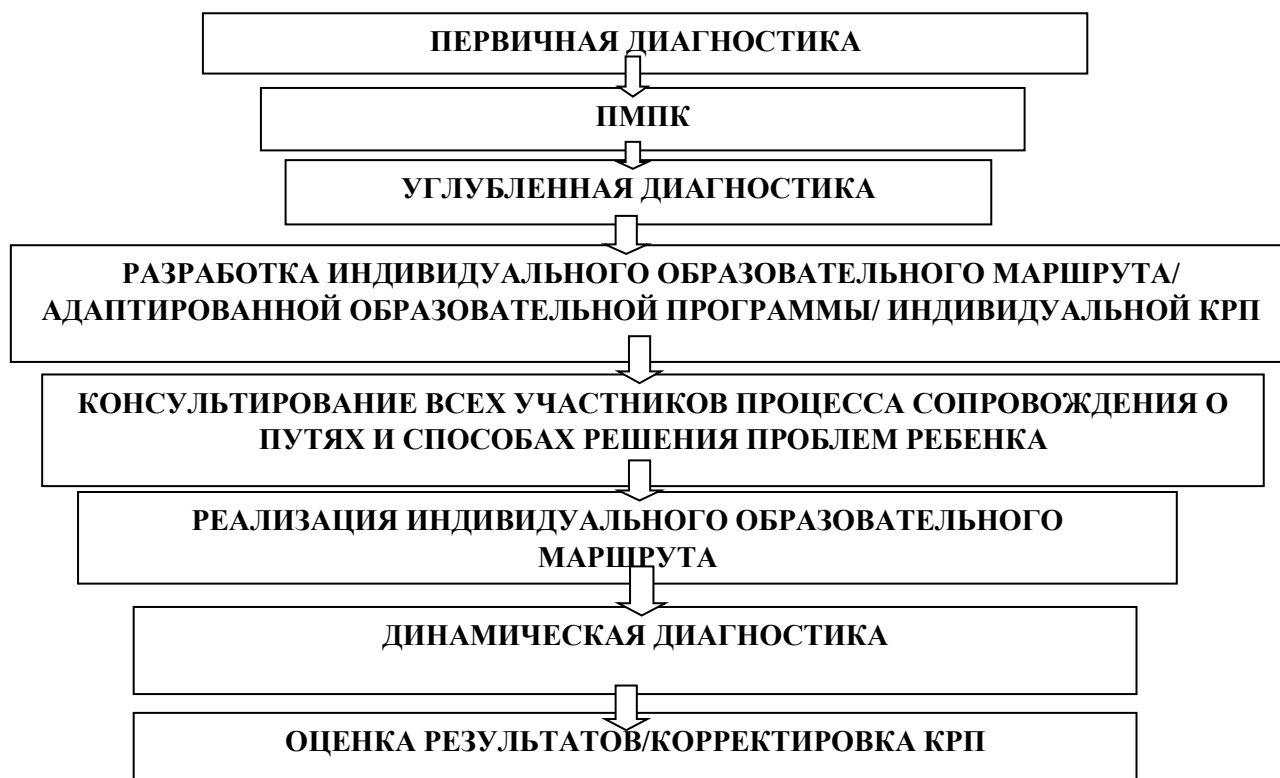 ПЕРВИЧНАЯ ДИАГНОСТИКА
ПМПК
УГЛУБЛЕННАЯ ДИАГНОСТИКА
РАЗРАБОТКА ИНДИВИДУАЛЬНОГО ОБРАЗОВАТЕЛЬНОГО МАРШРУТА/
АДАПТИРОВАННОЙ ОБРАЗОВАТЕЛЬНОЙ ПРОГРАММЫ/ ИНДИВИДУАЛЬНОЙ КРП
КОНСУЛЬТИРОВАНИЕ ВСЕХ УЧАСТНИКОВ ПРОЦЕССА СОПРОВОЖДЕНИЯ О
ПУТЯХ И СПОСОБАХ РЕШЕНИЯ ПРОБЛЕМ РЕБЕНКА
РЕАЛИЗАЦИЯ ИНДИВИДУАЛЬНОГО ОБРАЗОВАТЕЛЬНОГО
МАРШРУТА
ДИНАМИЧЕСКАЯ ДИАГНОСТИКА
ОЦЕНКА РЕЗУЛЬТАТОВ/КОРРЕКТИРОВКА КРП